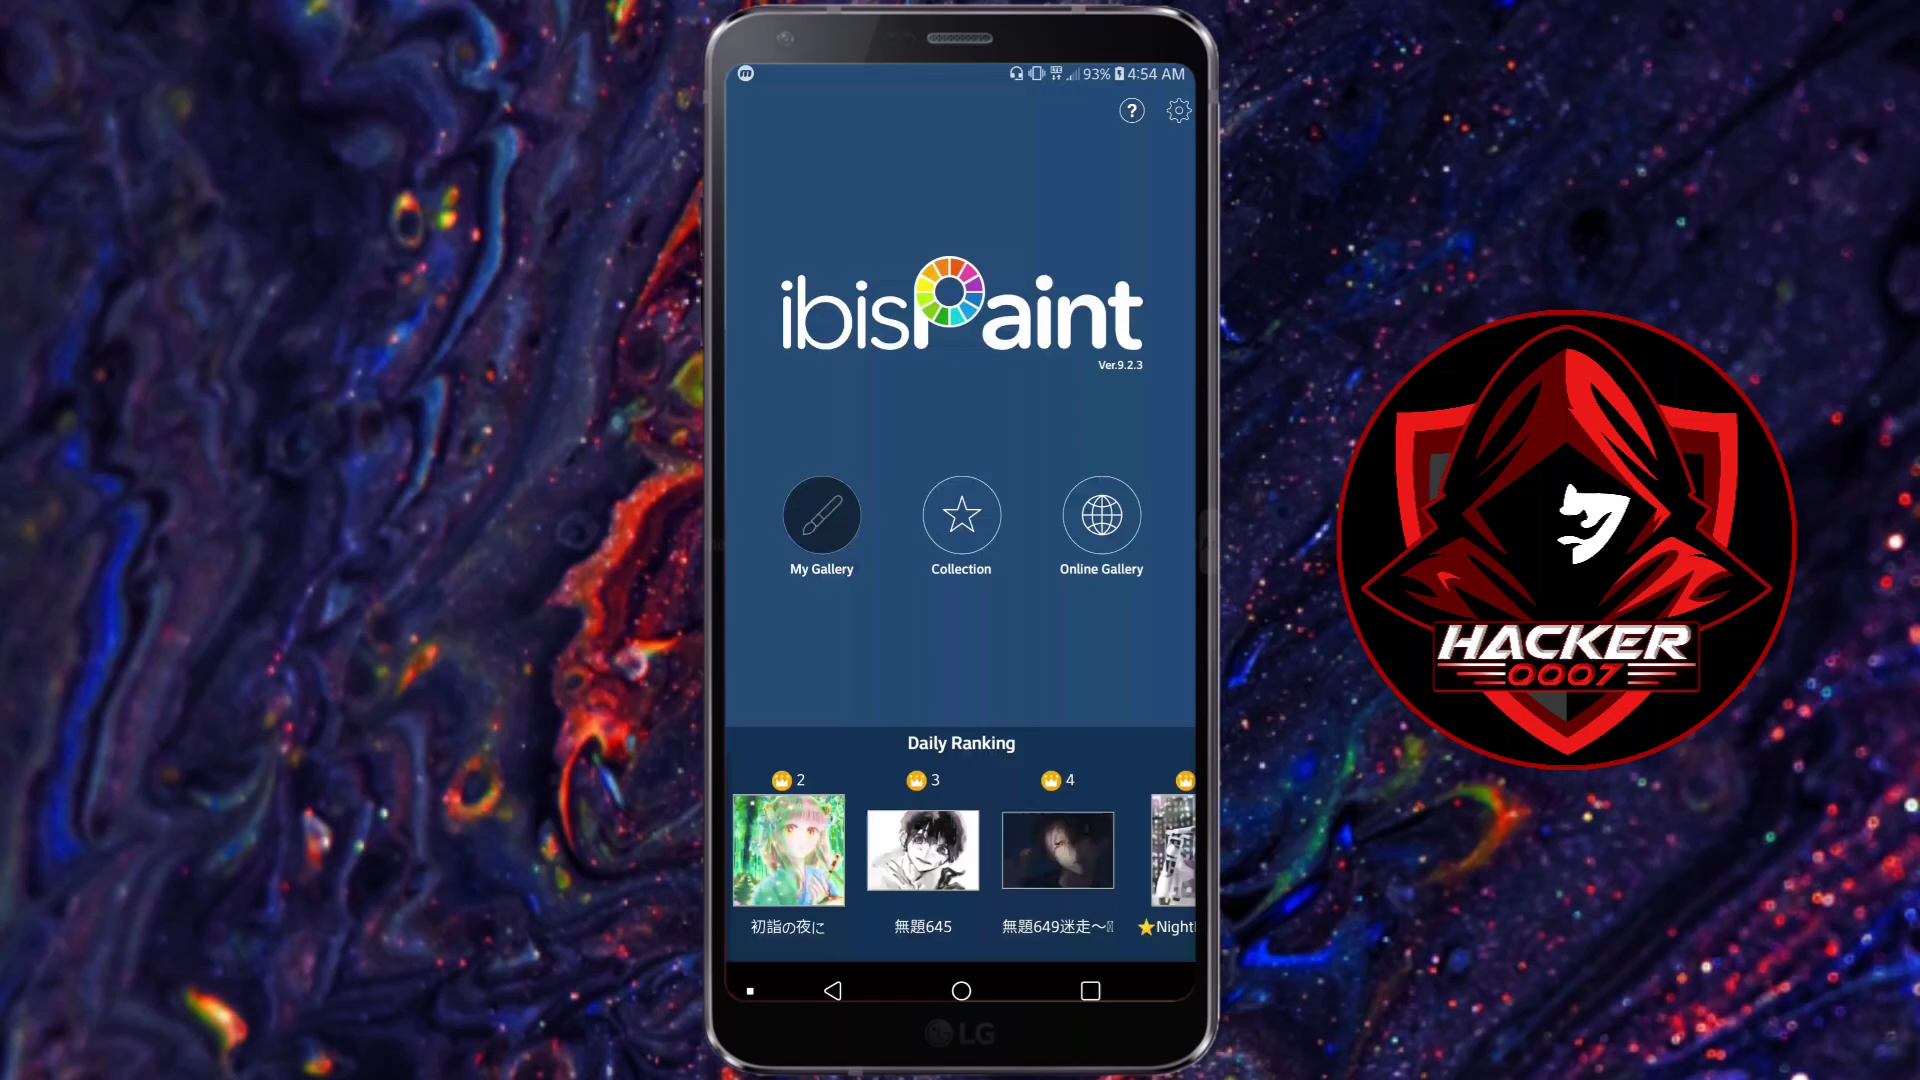 93% 4:54 AM
?
ibisPaint
Ver.9.2.3
My Gallery
Collection
Online Gallery
HACKER
0007
Daily Ranking
2
3
4
初詣の夜に
無題645
無題649迷走〜
⭐Night
LG